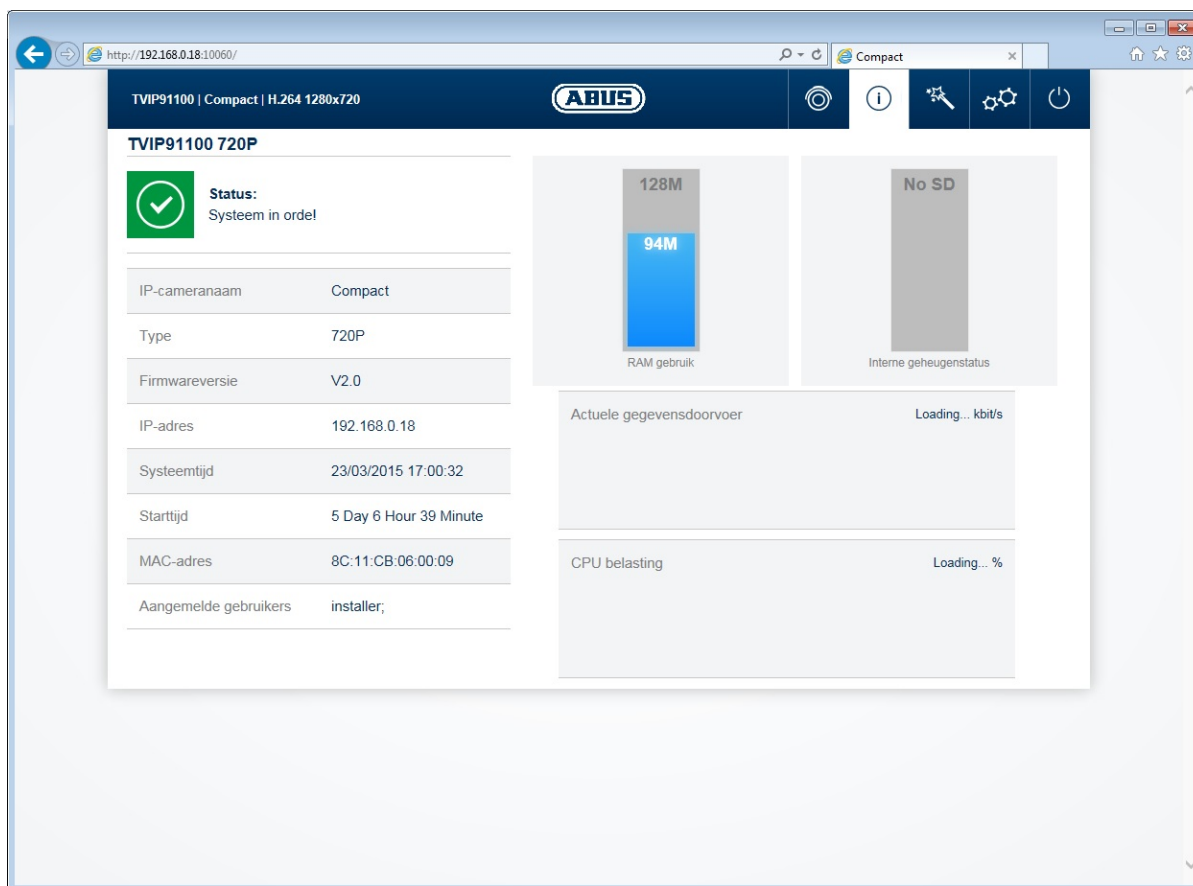 http://192.168.0.18:10060/
Compact
TVIP91100 | Compact | H.264 1280x720
ABUS
TVIP91100 720P
Status:
Systeem in orde!
IP-cameranaam Compact
Type 720P
Firmwareversie V2.0
IP-adres 192.168.0.18
Systeemtijd 23/03/2015 17:00:32
Starttijd 5 Day 6 Hour 39 Minute
MAC-adres 8C:11:CB:06:00:09
Aangemelde gebruikers installer;
128M
94M
RAM gebruik
No SD
Interne geheugenstatus
Actuele gegevensdoorvoer Loading... kbit/s
CPU belasting Loading... %